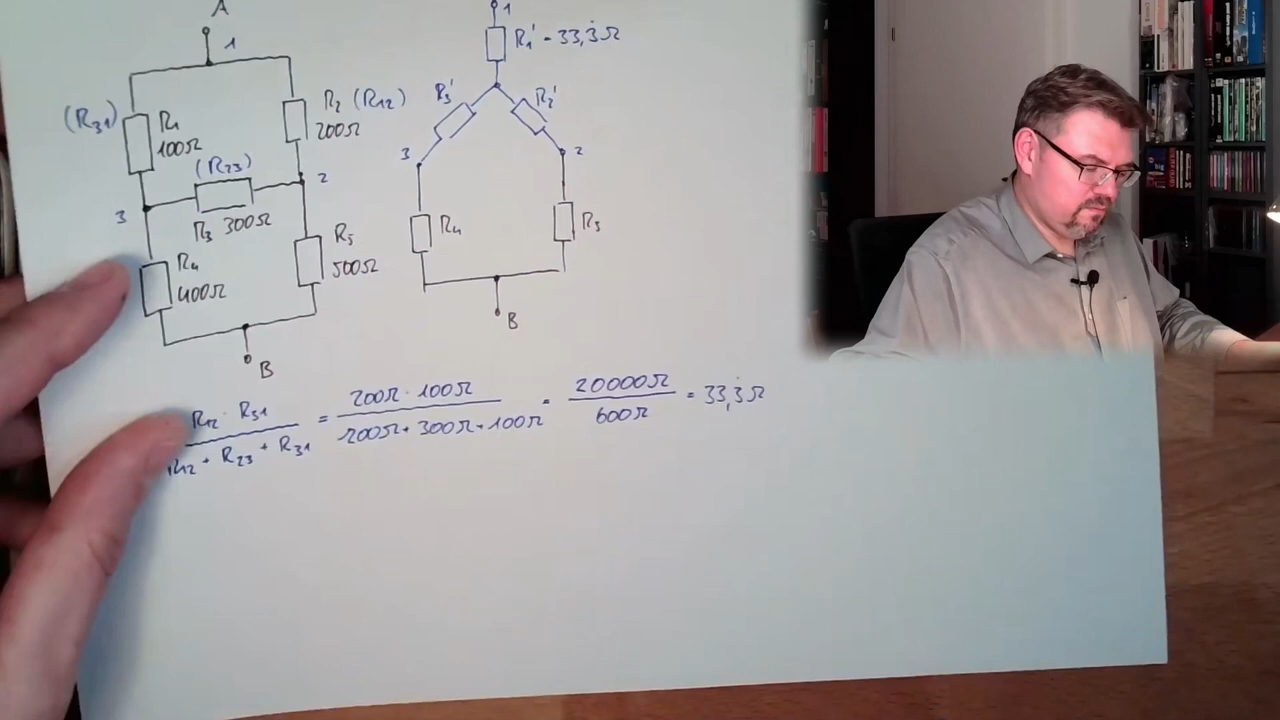 A
1
(R31)
R1
100Ω
R2 (R12)
200Ω
(R23)
2
3
R3 300Ω
R4
400Ω
R5
500Ω
B
1
R1' = 33,3̇Ω
R3'
R2'
3
2
R4
R5
B
R12 · R31
R12 + R23 + R31
=
200Ω · 100Ω
200Ω + 300Ω + 100Ω
=
20000Ω
600Ω
= 33,3̇Ω